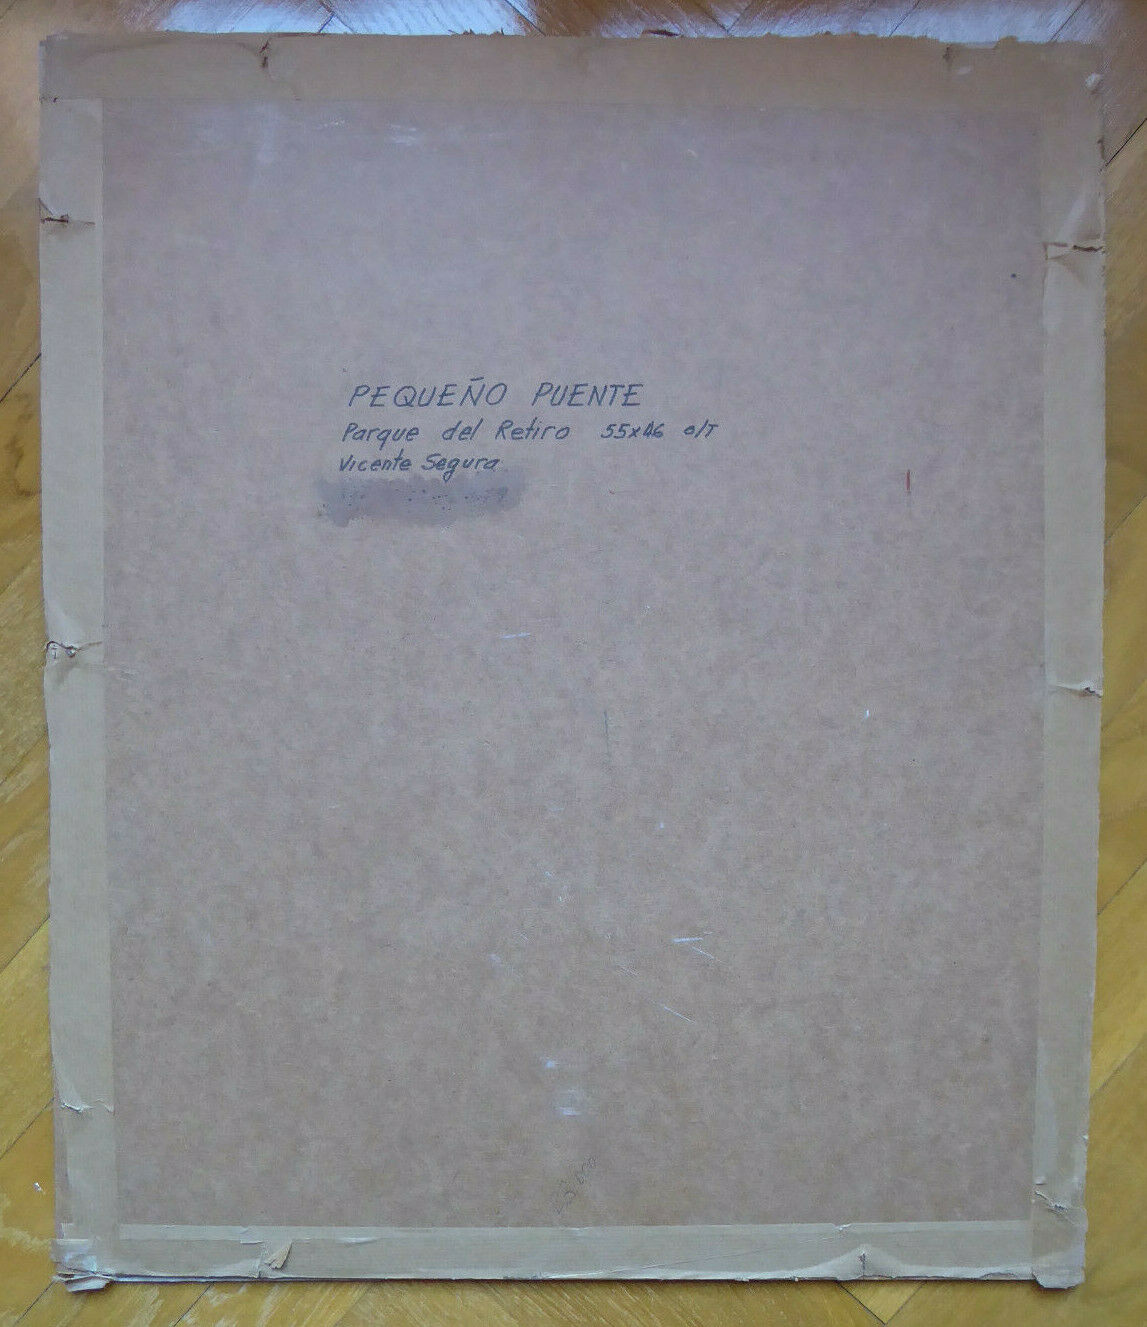 PEQUEÑO PUENTE
Parque del Retiro 55x46 o/T
Vicente Segura